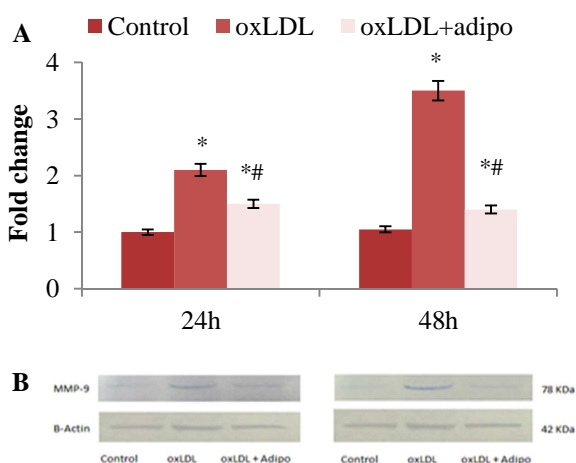 A
Control oxLDL oxLDL+adipo
Fold change
4
3
2
1
0
*
*#
*
*#
24h 48h
B
MMP-9 78 KDa
B-Actin 42 KDa
Control oxLDL oxLDL + Adipo Control oxLDL oxLDL + Adipo